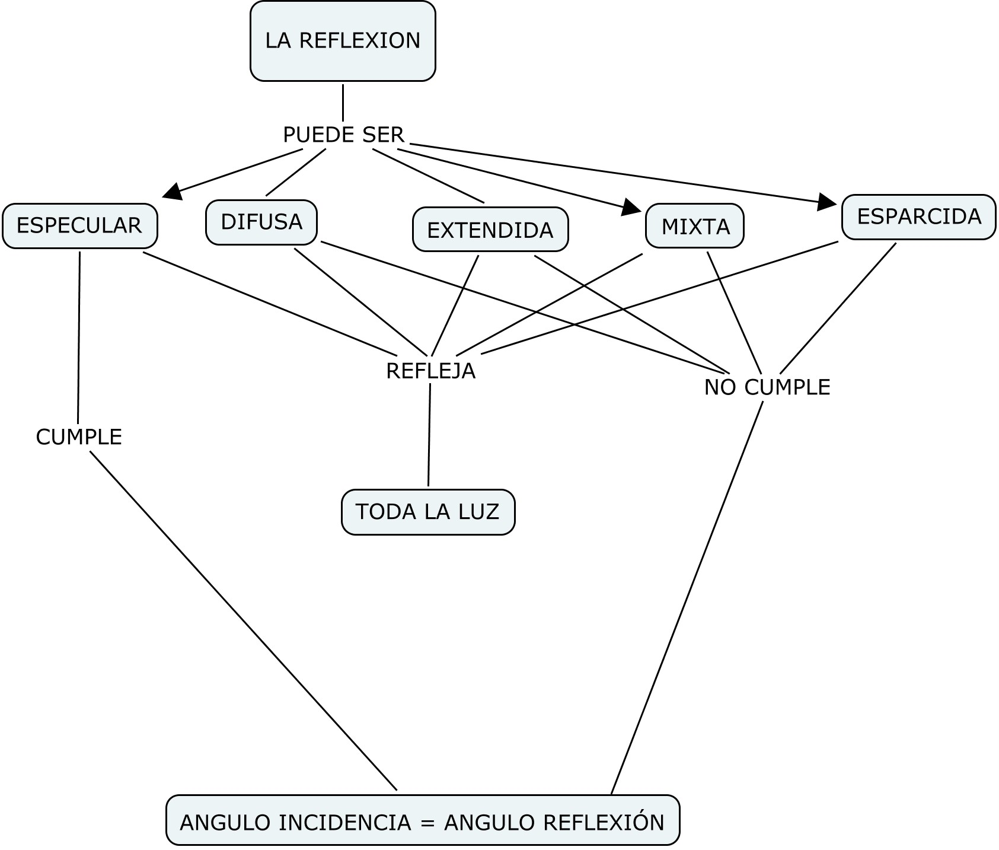 LA REFLEXION
PUEDE SER
ESPECULAR
DIFUSA
EXTENDIDA
MIXTA
ESPARCIDA
REFLEJA
NO CUMPLE
CUMPLE
TODA LA LUZ
ANGULO INCIDENCIA = ANGULO REFLEXIÓN